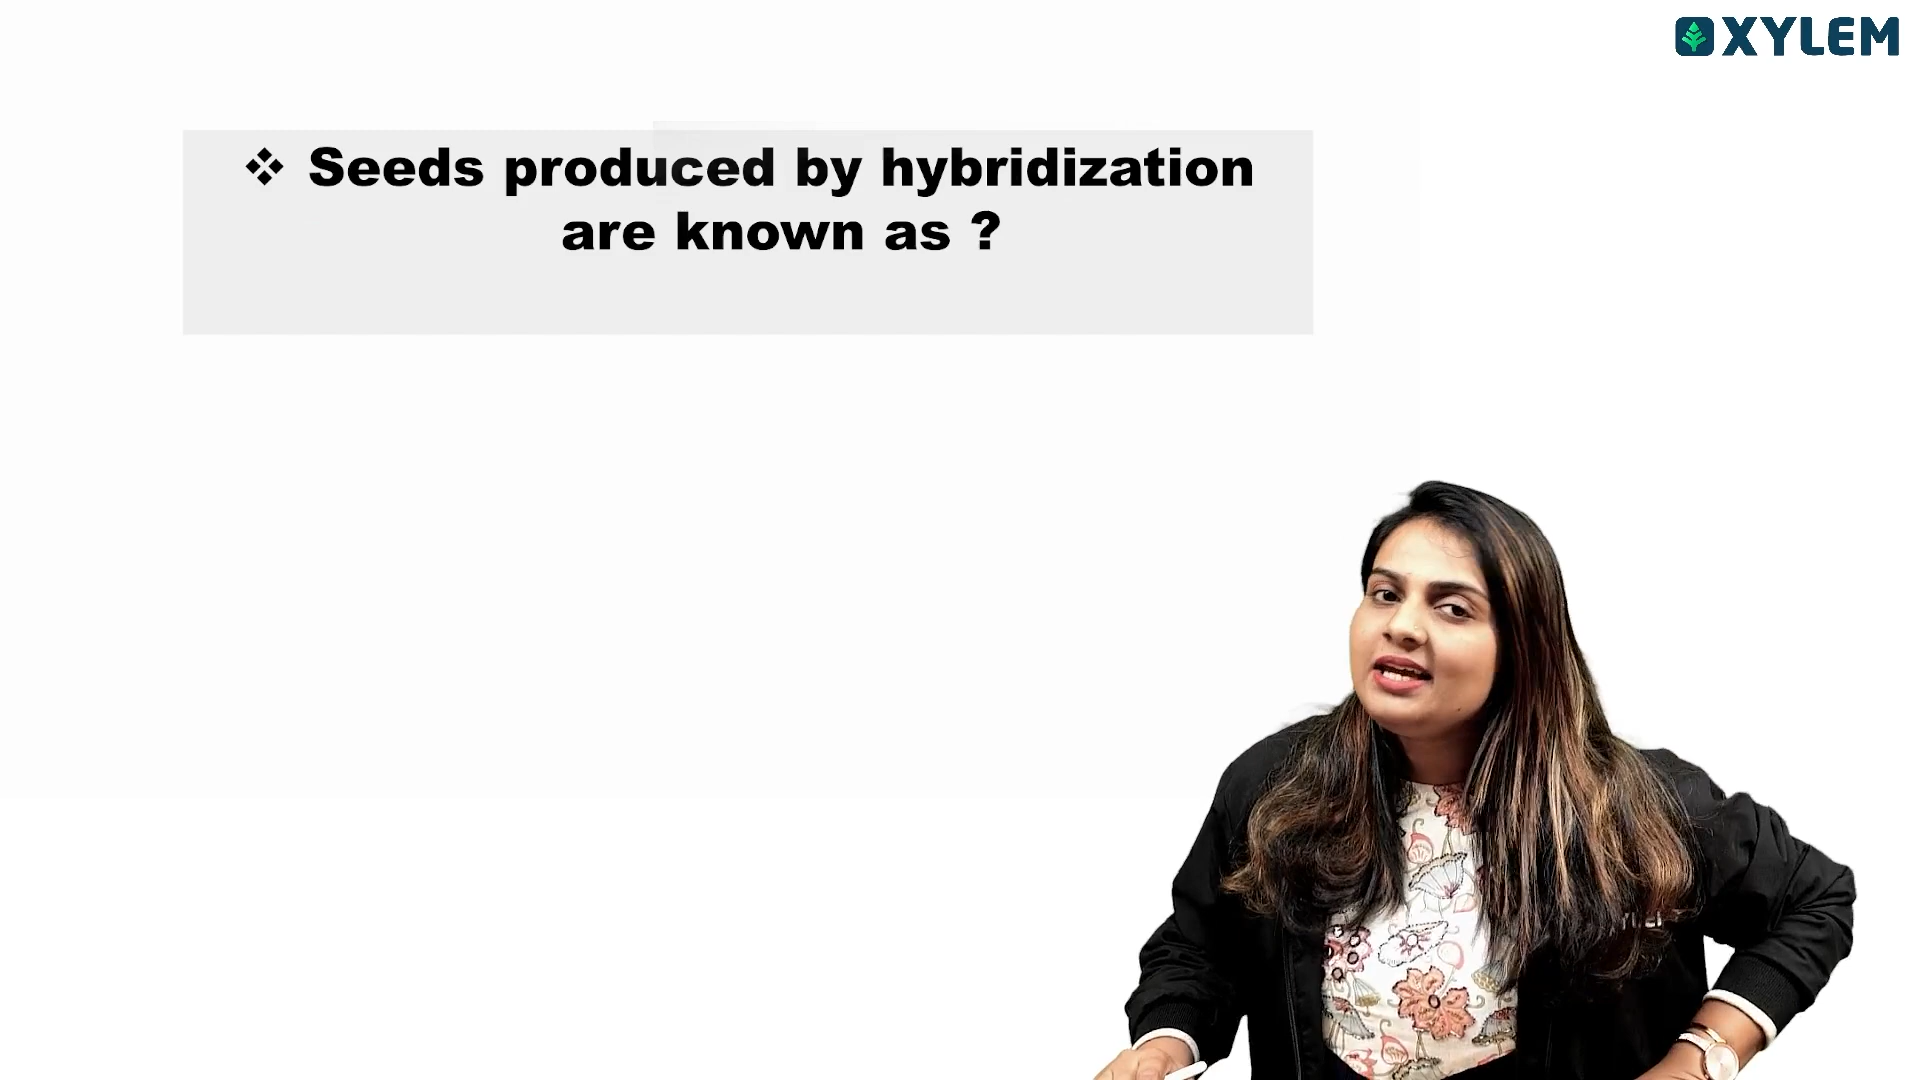 XYLEM
❖ Seeds produced by hybridization
are known as ?